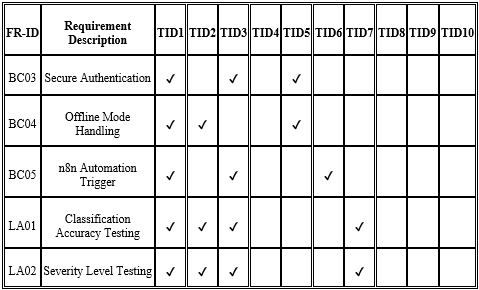 FR-ID Requirement Description TID1 TID2 TID3 TID4 TID5 TID6 TID7 TID8 TID9 TID10
BC03 Secure Authentication ✓ ✓ ✓
BC04 Offline Mode Handling ✓ ✓ ✓
BC05 n8n Automation Trigger ✓ ✓ ✓
LA01 Classification Accuracy Testing ✓ ✓ ✓ ✓
LA02 Severity Level Testing ✓ ✓ ✓ ✓